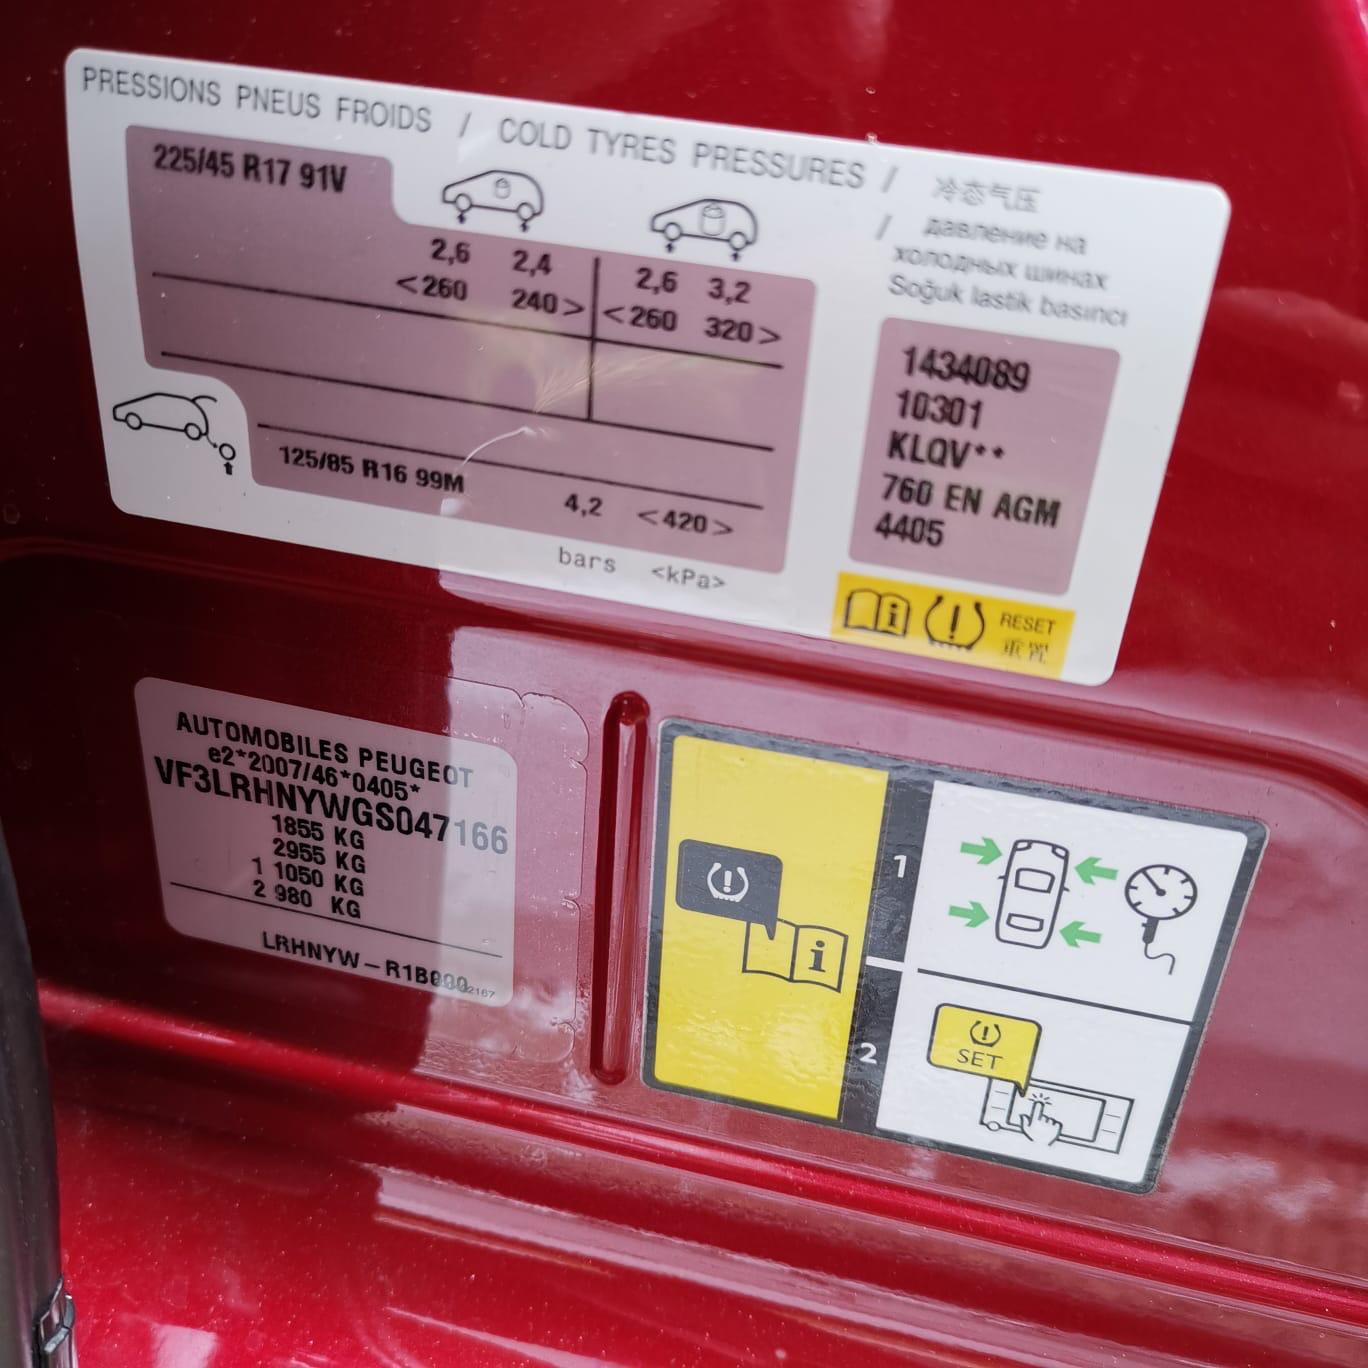 PRESSIONS PNEUS FROIDS / COLD TYRES PRESSURES / 冷态气压
/ давление на
холодных шинах
Soğuk lastik basıncı
225/45 R17 91V
2,6 2,4 2,6 3,2
<260 240> <260 320>
125/85 R16 99M
4,2 <420>
bars <kPa>
1434089
10301
KLQV**
760 EN AGM
4405
RESET
重置
AUTOMOBILES PEUGEOT
e2*2007/46*0405*
VF3LRHNYWGS047166
1855 KG
2955 KG
1 1050 KG
2 980 KG
LRHNYW-R1B000
1
2
SET